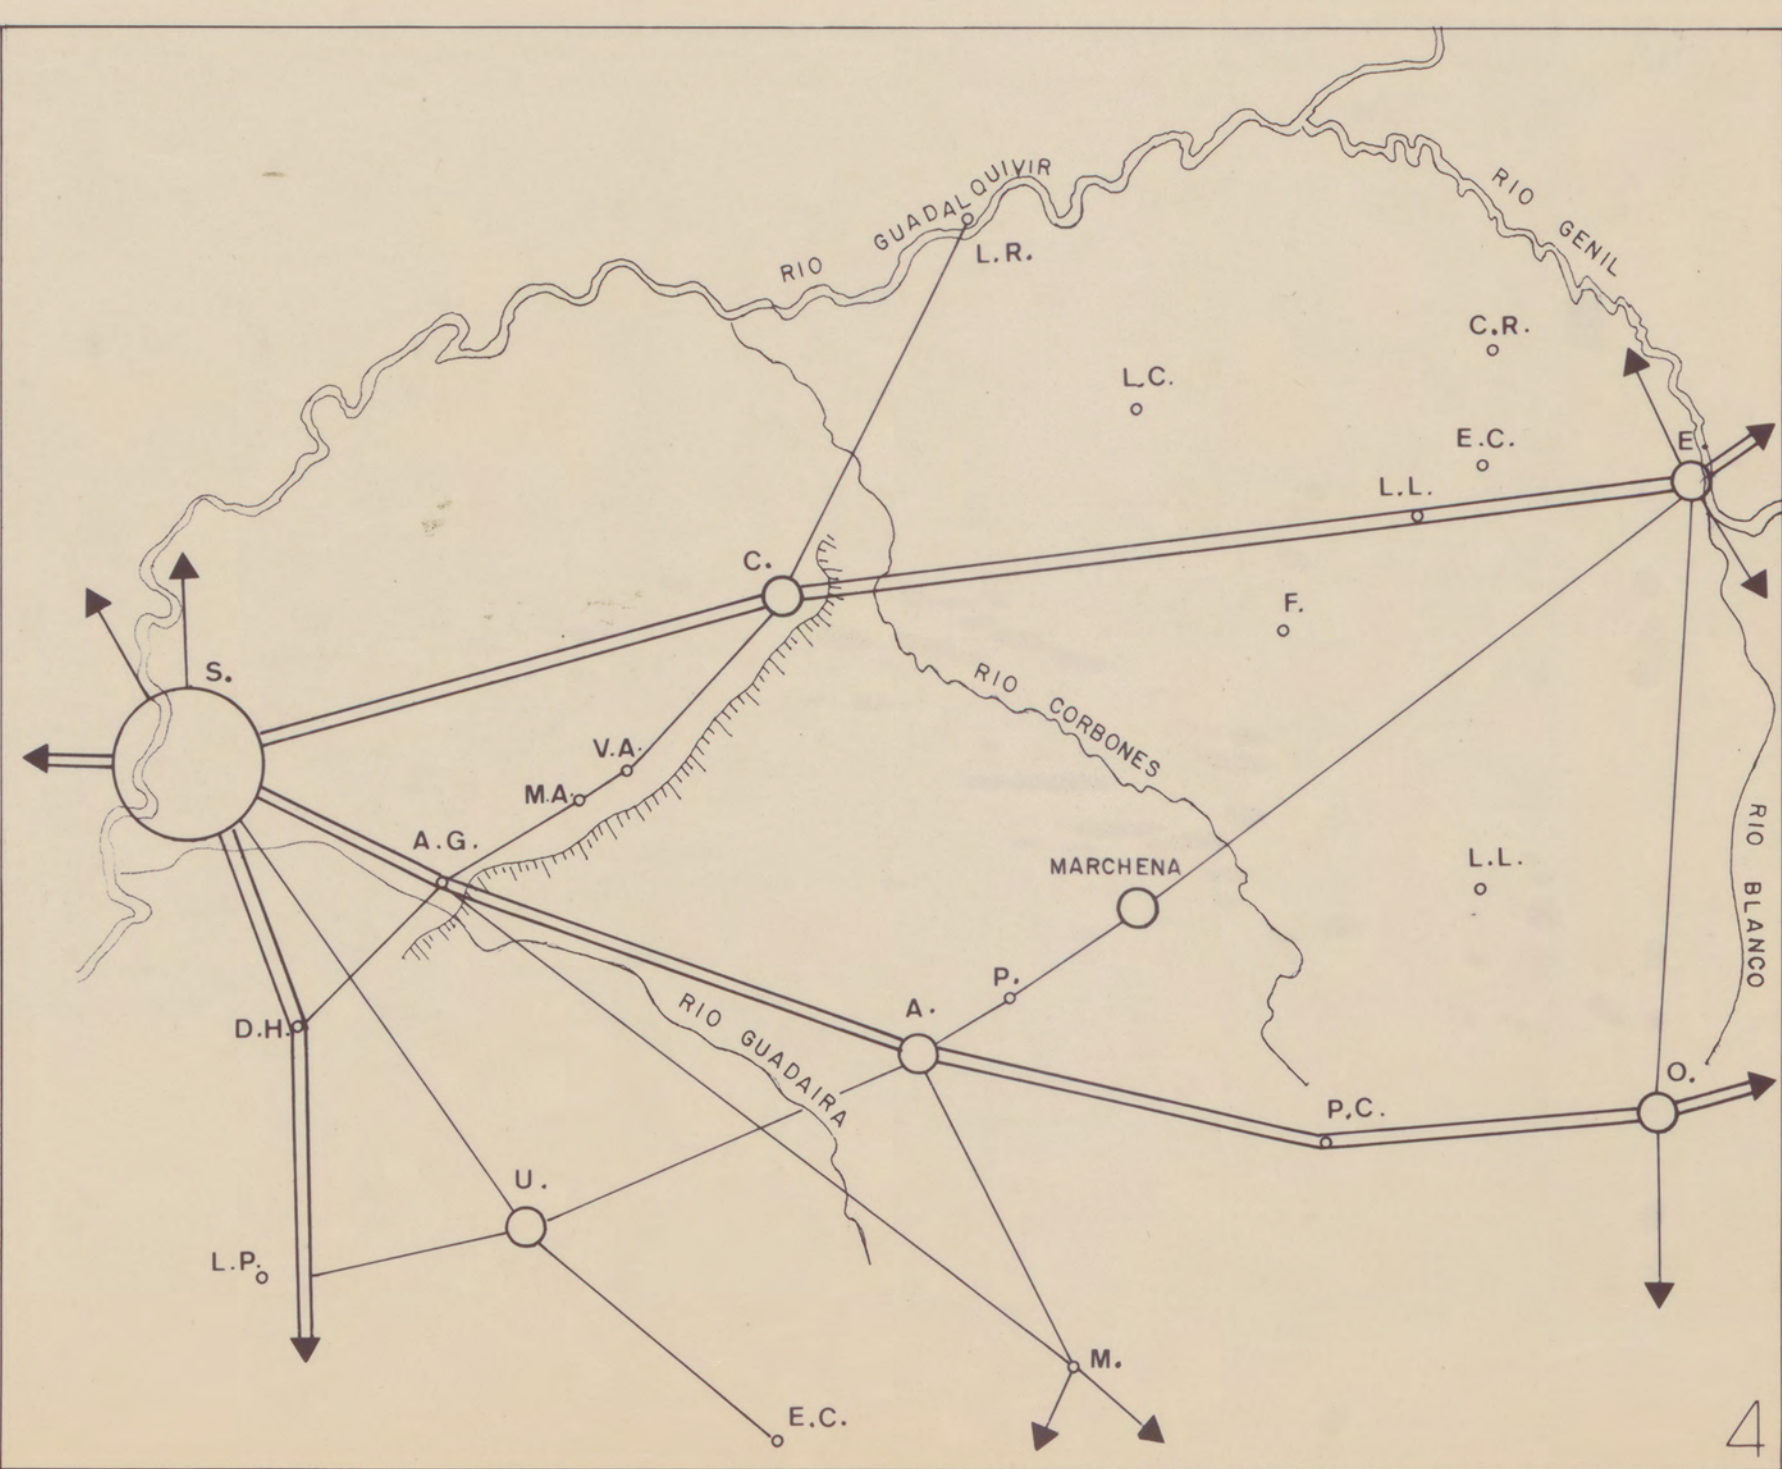 RIO GUADALQUIVIR
RIO GENIL
L.R.
C.R.
L.C.
E.C.
E.
L.L.
C.
F.
S.
RIO CORBONES
V.A.
M.A.
A.G.
MARCHENA
L.L.
RIO BLANCO
P.
A.
D.H.
RIO GUADAIRA
O.
P.C.
U.
L.P.
M.
E.C.
4